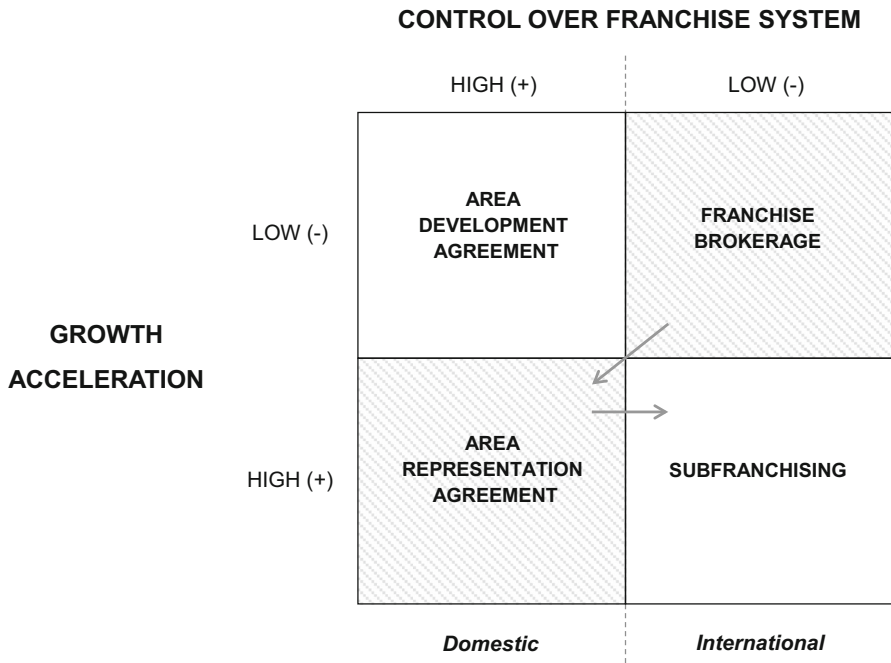 CONTROL OVER FRANCHISE SYSTEM
HIGH (+)
LOW (-)
AREA
DEVELOPMENT
AGREEMENT
FRANCHISE
BROKERAGE
LOW (-)
GROWTH
ACCELERATION
AREA
REPRESENTATION
AGREEMENT
SUBFRANCHISING
HIGH (+)
Domestic
International